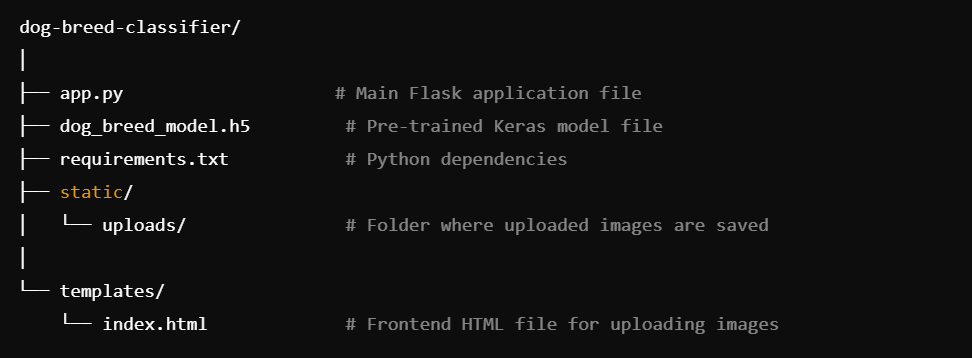 dog-breed-classifier/
│
├── app.py                    # Main Flask application file
├── dog_breed_model.h5         # Pre-trained Keras model file
├── requirements.txt           # Python dependencies
├── static/
│   └── uploads/               # Folder where uploaded images are saved
│
└── templates/
    └── index.html             # Frontend HTML file for uploading images